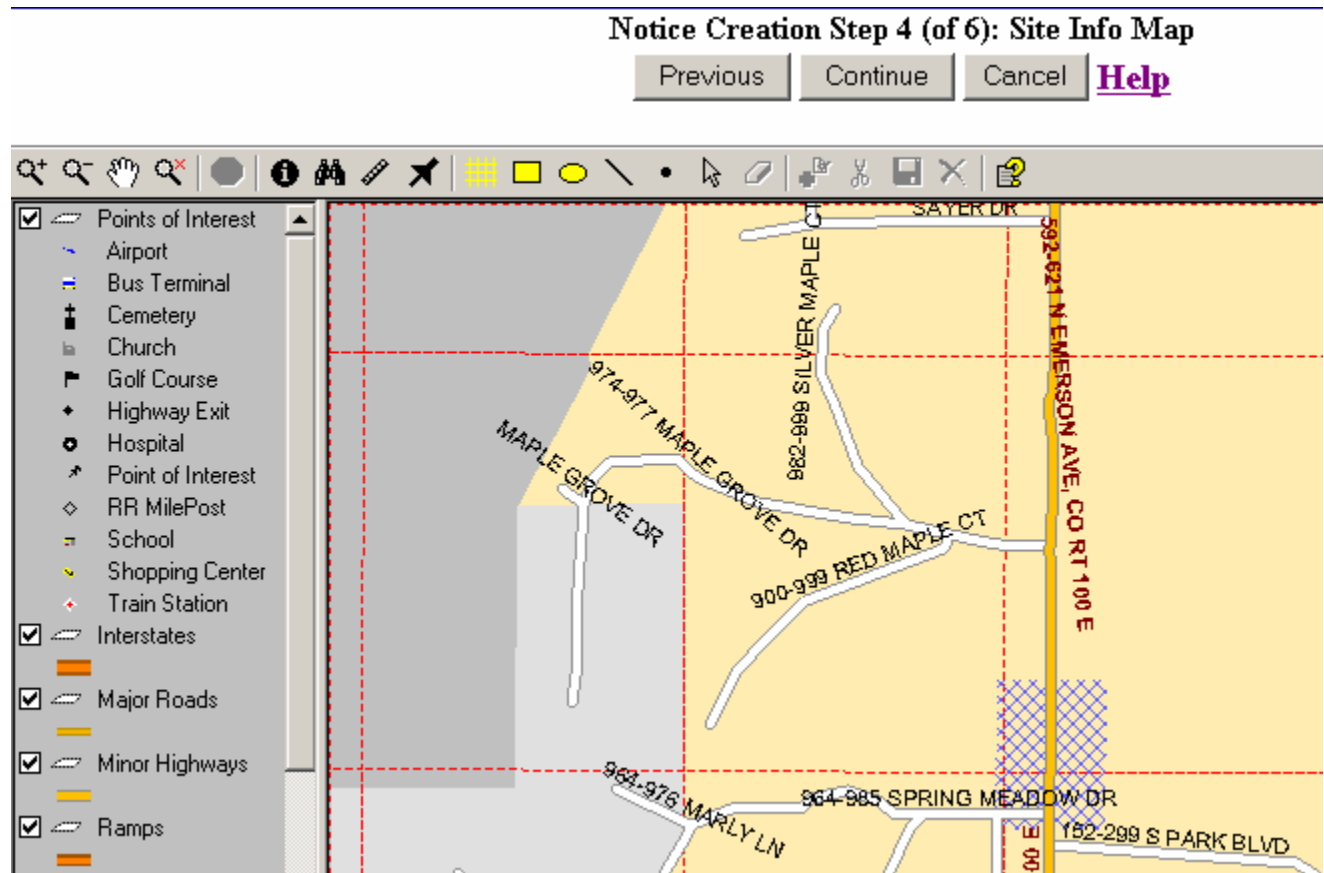 Notice Creation Step 4 (of 6): Site Info Map
Previous Continue Cancel Help
Points of Interest
Airport
Bus Terminal
Cemetery
Church
Golf Course
Highway Exit
Hospital
Point of Interest
RR MilePost
School
Shopping Center
Train Station
Interstates
Major Roads
Minor Highways
Ramps
SAYER DR
982-999 SILVER MAPLE
592-621 N EMERSON AVE, CO RT 100 E
974-977 MAPLE GROVE DR
MAPLE GROVE DR
900-999 RED MAPLE CT
964-976 MARLY LN
964-985 SPRING MEADOW DR
152-299 S PARK BLVD